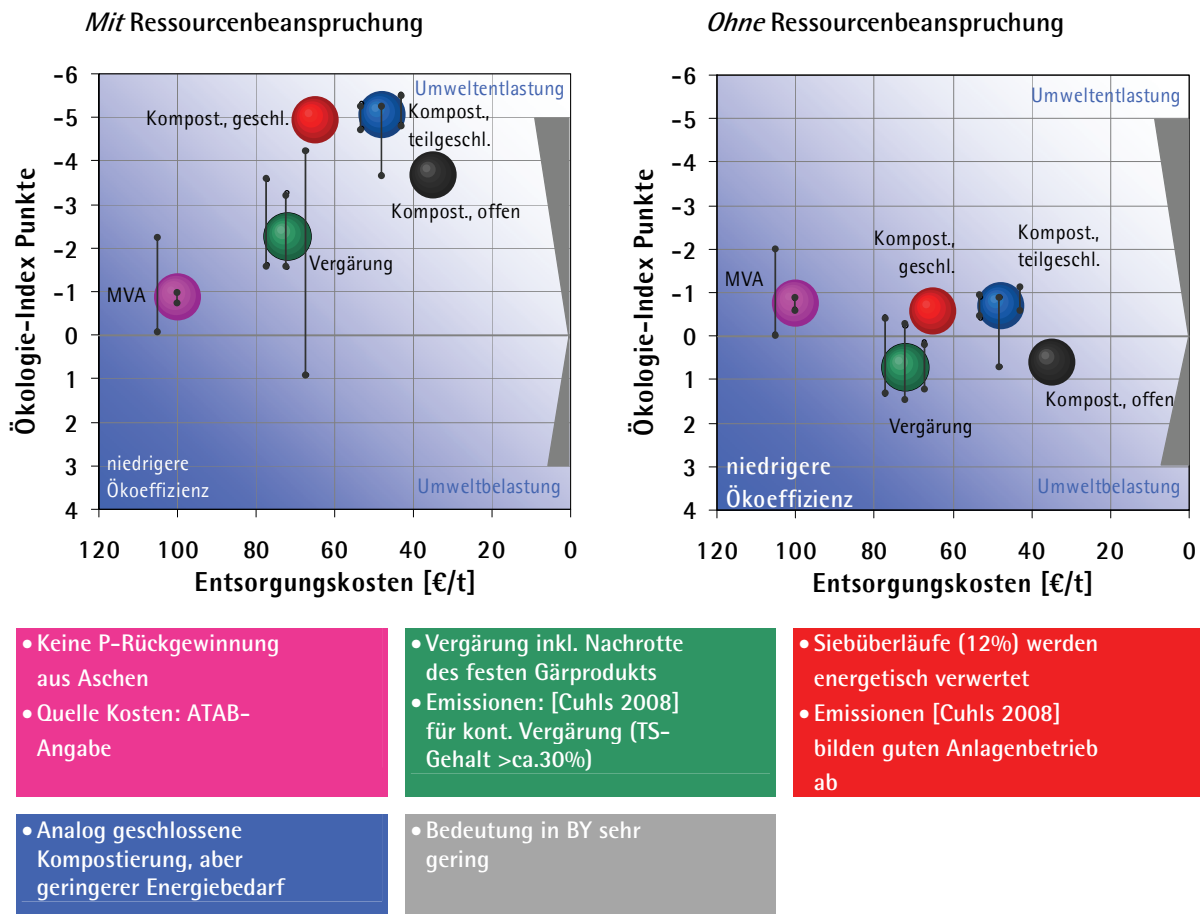 Mit Ressourcenbeanspruchung
Ökologie-Index Punkte
-6
-5
-4
-3
-2
-1
0
1
2
3
4
Umweltentlastung
Kompost., geschl.
Kompost.,
teilgeschl.
Kompost., offen
Vergärung
MVA
niedrigere
Ökoeffizienz
Umweltbelastung
120 100 80 60 40 20 0
Entsorgungskosten [€/t]
Ohne Ressourcenbeanspruchung
Ökologie-Index Punkte
-6
-5
-4
-3
-2
-1
0
1
2
3
4
Umweltentlastung
Kompost.,
geschl.
Kompost.,
teilgeschl.
MVA
Kompost., offen
Vergärung
niedrigere
Ökoeffizienz
Umweltbelastung
120 100 80 60 40 20 0
Entsorgungskosten [€/t]
• Keine P-Rückgewinnung
aus Aschen
• Quelle Kosten: ATAB-
Angabe
• Vergärung inkl. Nachrotte
des festen Gärprodukts
• Emissionen: [Cuhls 2008]
für kont. Vergärung (TS-
Gehalt >ca.30%)
• Siebüberläufe (12%) werden
energetisch verwertet
• Emissionen [Cuhls 2008]
bilden guten Anlagenbetrieb
ab
• Analog geschlossene
Kompostierung, aber
geringerer Energiebedarf
• Bedeutung in BY sehr
gering